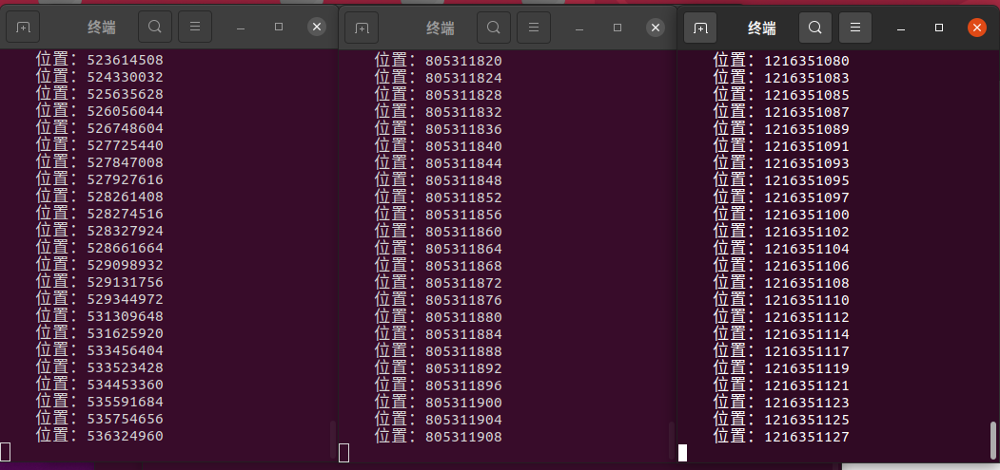 终端
位置: 523614508
位置: 524330032
位置: 525635628
位置: 526056044
位置: 526748604
位置: 527725440
位置: 527847008
位置: 527927616
位置: 528261408
位置: 528274516
位置: 528327924
位置: 528661664
位置: 529098932
位置: 529131756
位置: 529344972
位置: 531309648
位置: 531625920
位置: 533456404
位置: 533523428
位置: 534453360
位置: 535591684
位置: 535754656
位置: 536324960
终端
位置: 805311820
位置: 805311824
位置: 805311828
位置: 805311832
位置: 805311836
位置: 805311840
位置: 805311844
位置: 805311848
位置: 805311852
位置: 805311856
位置: 805311860
位置: 805311864
位置: 805311868
位置: 805311872
位置: 805311876
位置: 805311880
位置: 805311884
位置: 805311888
位置: 805311892
位置: 805311896
位置: 805311900
位置: 805311904
位置: 805311908
终端
位置: 1216351080
位置: 1216351083
位置: 1216351085
位置: 1216351087
位置: 1216351089
位置: 1216351091
位置: 1216351093
位置: 1216351095
位置: 1216351097
位置: 1216351100
位置: 1216351102
位置: 1216351104
位置: 1216351106
位置: 1216351108
位置: 1216351110
位置: 1216351112
位置: 1216351114
位置: 1216351117
位置: 1216351119
位置: 1216351121
位置: 1216351123
位置: 1216351125
位置: 1216351127